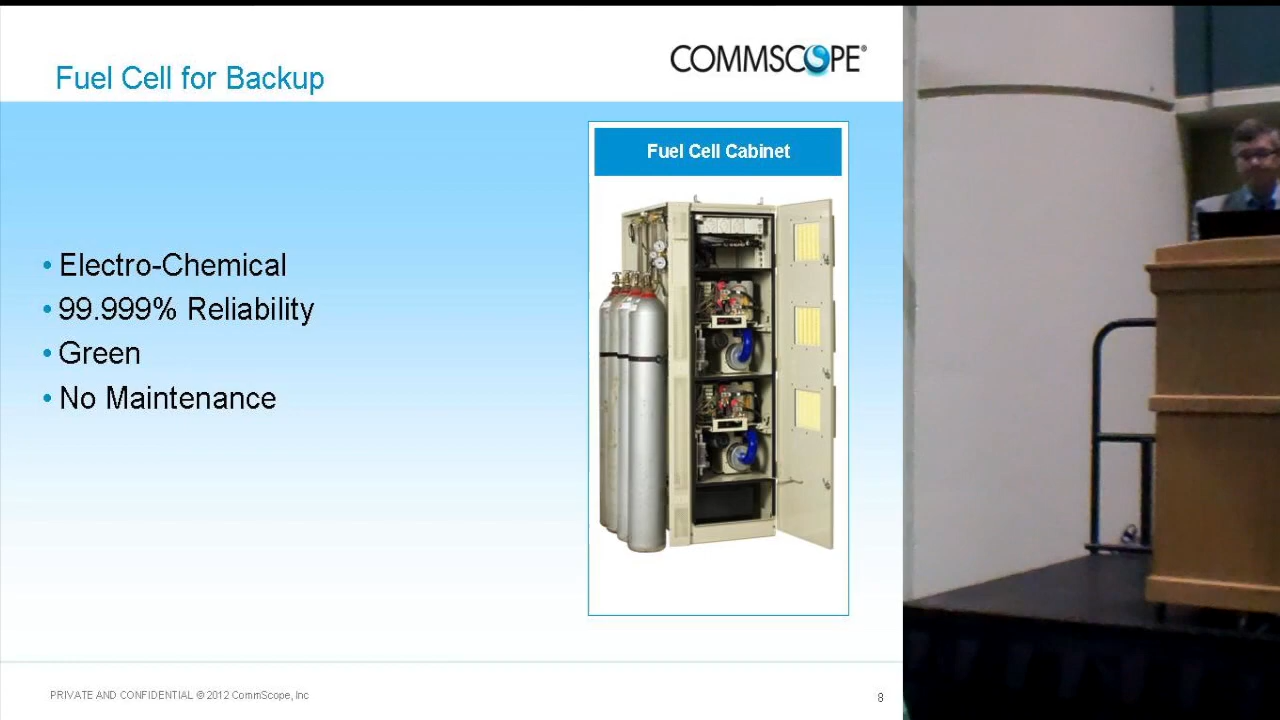 COMMSCOPE®
Fuel Cell for Backup
Fuel Cell Cabinet
• Electro-Chemical
• 99.999% Reliability
• Green
• No Maintenance
PRIVATE AND CONFIDENTIAL © 2012 CommScope, Inc
8